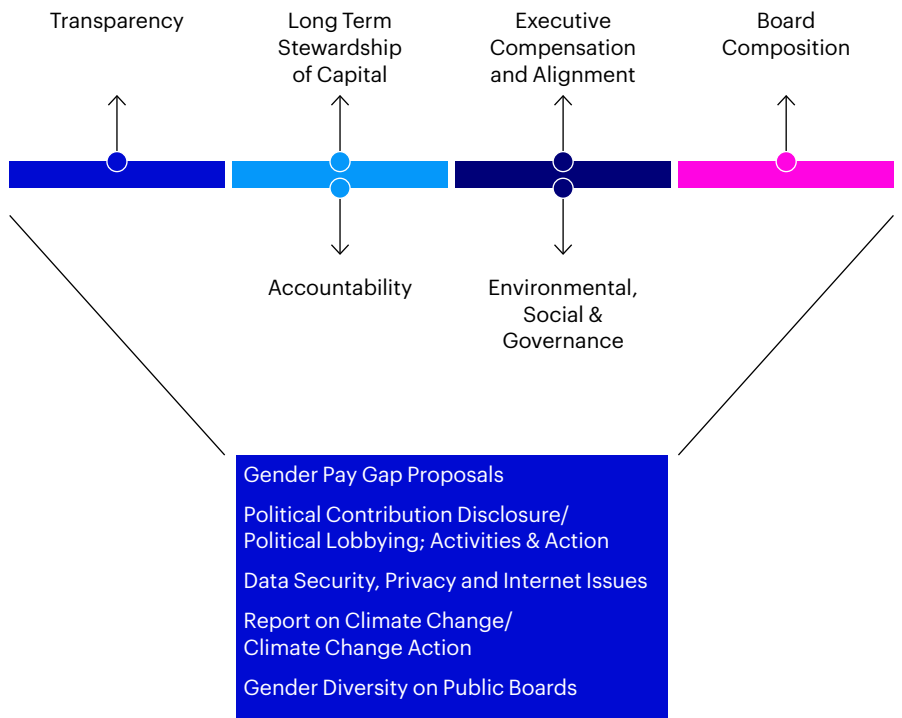 Transparency
Long Term
Stewardship
of Capital
Executive
Compensation
and Alignment
Board
Composition
Accountability
Environmental,
Social &
Governance
Gender Pay Gap Proposals
Political Contribution Disclosure/
Political Lobbying; Activities & Action
Data Security, Privacy and Internet Issues
Report on Climate Change/
Climate Change Action
Gender Diversity on Public Boards